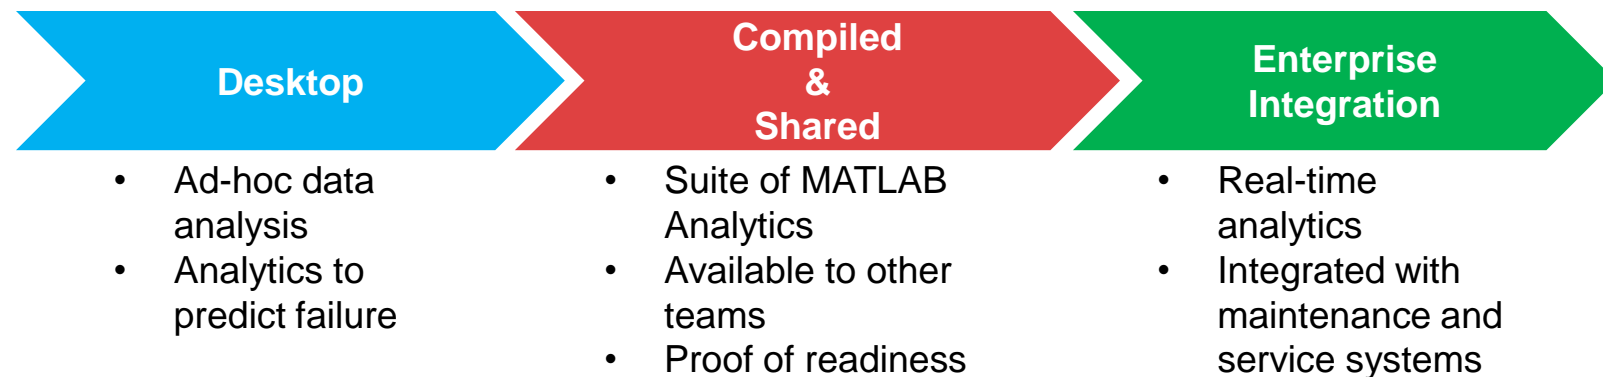 Desktop
• Ad-hoc data
analysis
• Analytics to
predict failure
Compiled
&
Shared
• Suite of MATLAB
Analytics
• Available to other
teams
• Proof of readiness
Enterprise
Integration
• Real-time
analytics
• Integrated with
maintenance and
service systems